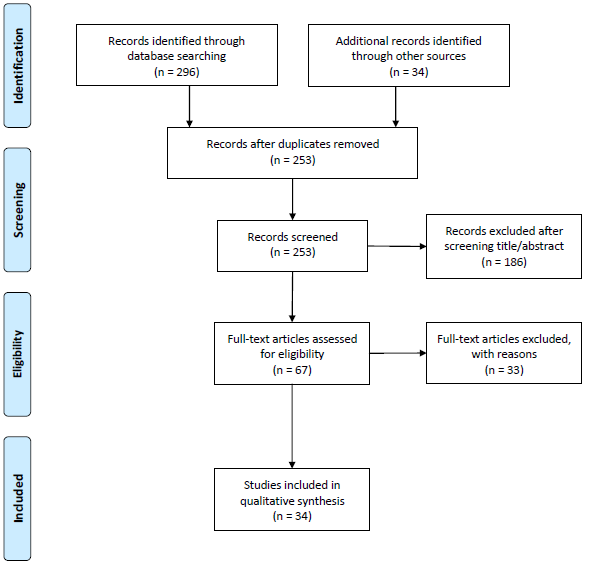 Identification
Records identified through
database searching
(n = 296)
Additional records identified
through other sources
(n = 34)
Records after duplicates removed
(n = 253)
Screening
Records screened
(n = 253)
Records excluded after
screening title/abstract
(n = 186)
Eligibility
Full-text articles assessed
for eligibility
(n = 67)
Full-text articles excluded,
with reasons
(n = 33)
Included
Studies included in
qualitative synthesis
(n = 34)